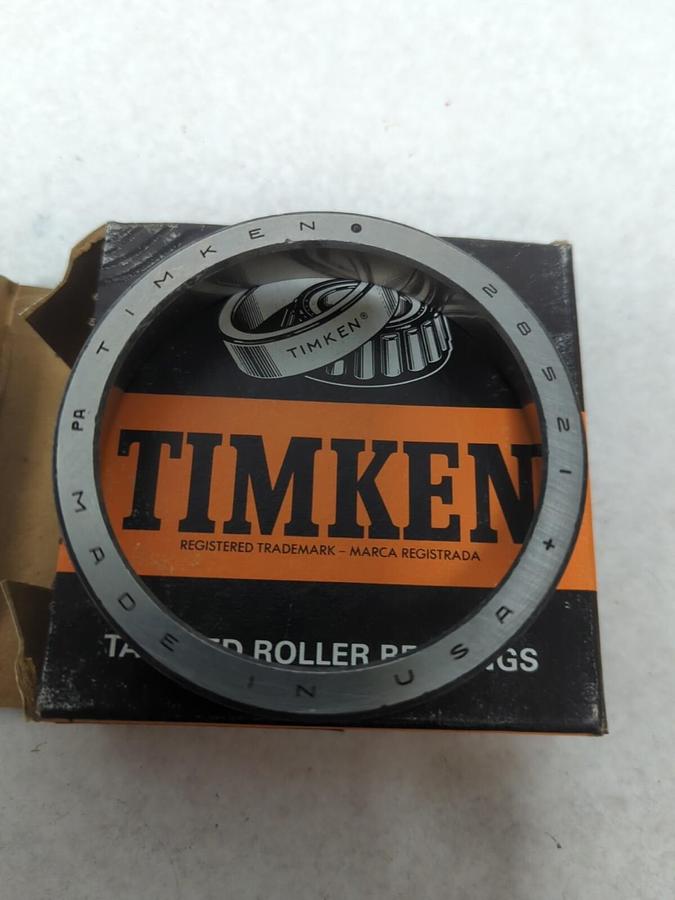 TIMKEN • 28521 + MADE IN USA PA
TIMKEN®
TIMKEN
REGISTERED TRADEMARK – MARCA REGISTRADA
ROLLER